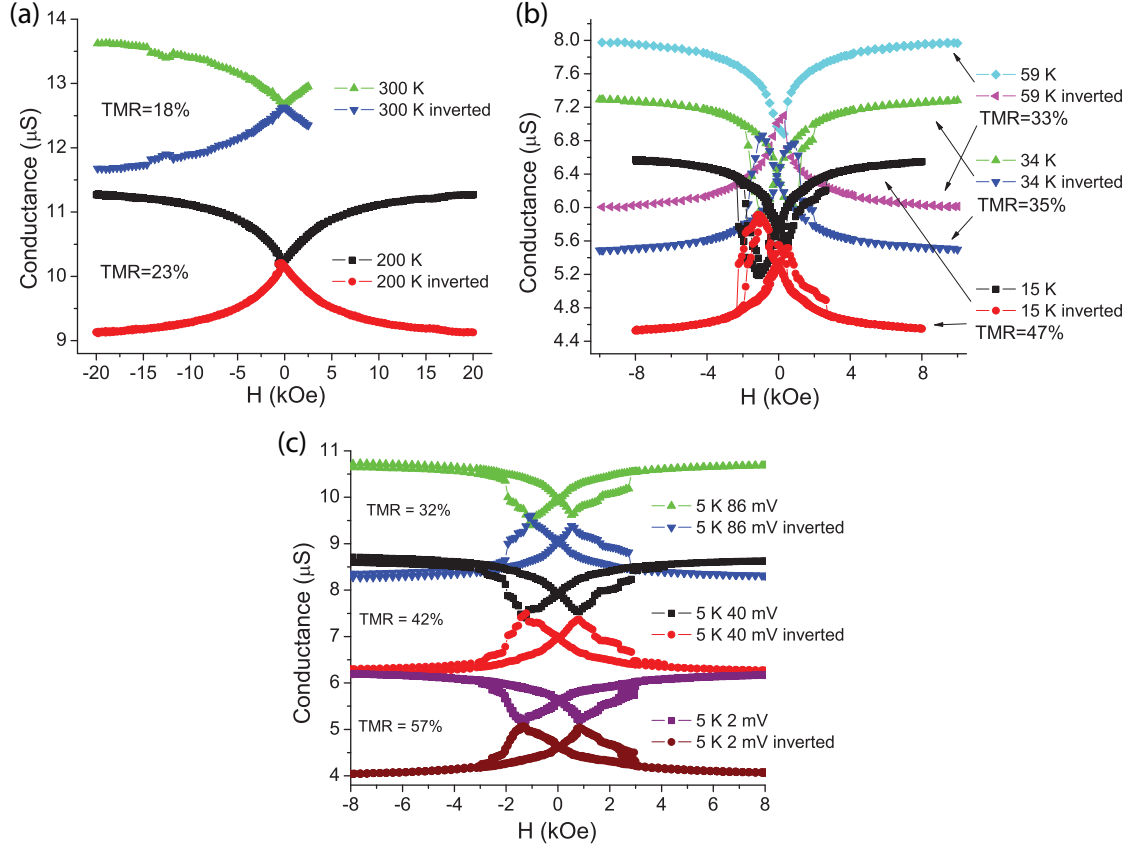 (a)
14
13
12
11
10
9
Conductance (μS)
TMR=18%
TMR=23%
300 K
300 K inverted
200 K
200 K inverted
-20 -15 -10 -5 0 5 10 15 20
H (kOe)
(b)
8.0
7.6
7.2
6.8
6.4
6.0
5.6
5.2
4.8
4.4
Conductance (μS)
59 K
59 K inverted
TMR=33%
34 K
34 K inverted
TMR=35%
15 K
15 K inverted
TMR=47%
-8 -4 0 4 8
H (kOe)
(c)
11
10
9
8
7
6
5
4
Conductance (μS)
TMR = 32%
TMR = 42%
TMR = 57%
5 K 86 mV
5 K 86 mV inverted
5 K 40 mV
5 K 40 mV inverted
5 K 2 mV
5 K 2 mV inverted
-8 -6 -4 -2 0 2 4 6 8
H (kOe)